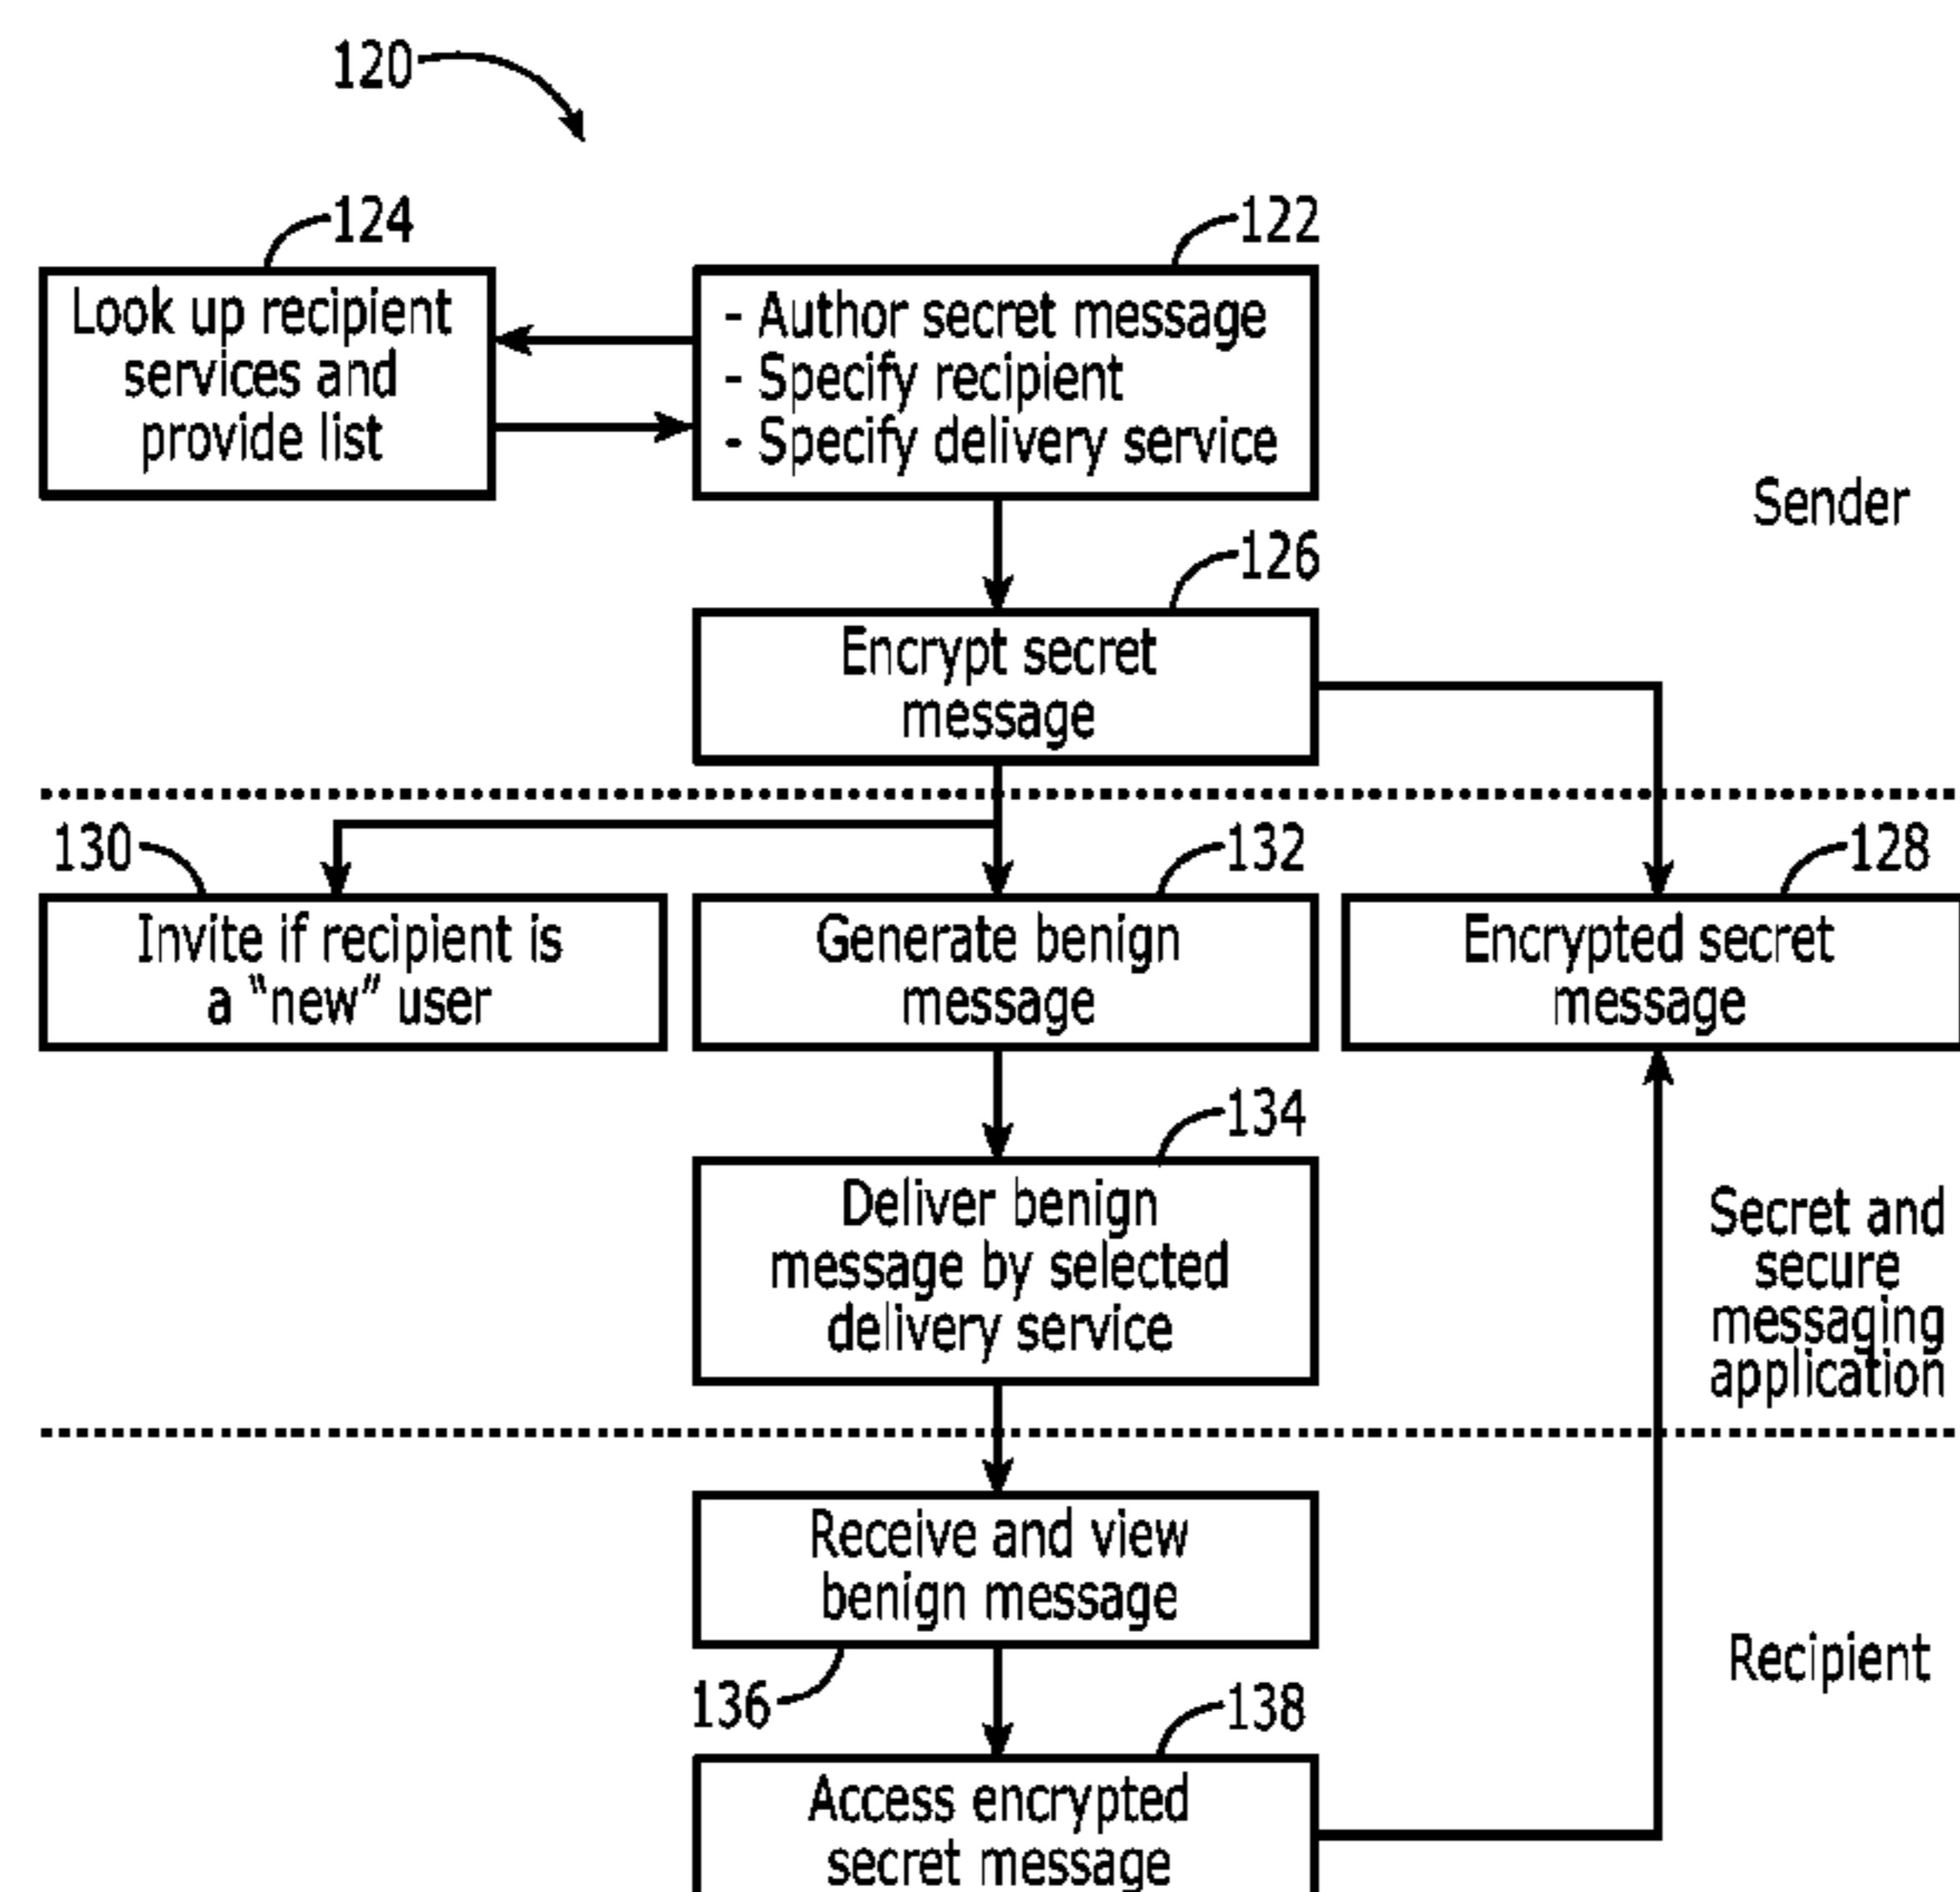 120
124
122
Look up recipient
services and
provide list
- Author secret message
- Specify recipient
- Specify delivery service
Sender
126
Encrypt secret
message
130
132
128
Invite if recipient is
a “new” user
Generate benign
message
Encrypted secret
message
134
Deliver benign
message by selected
delivery service
Secret and
secure
messaging
application
Receive and view
benign message
Recipient
136
138
Access encrypted
secret message